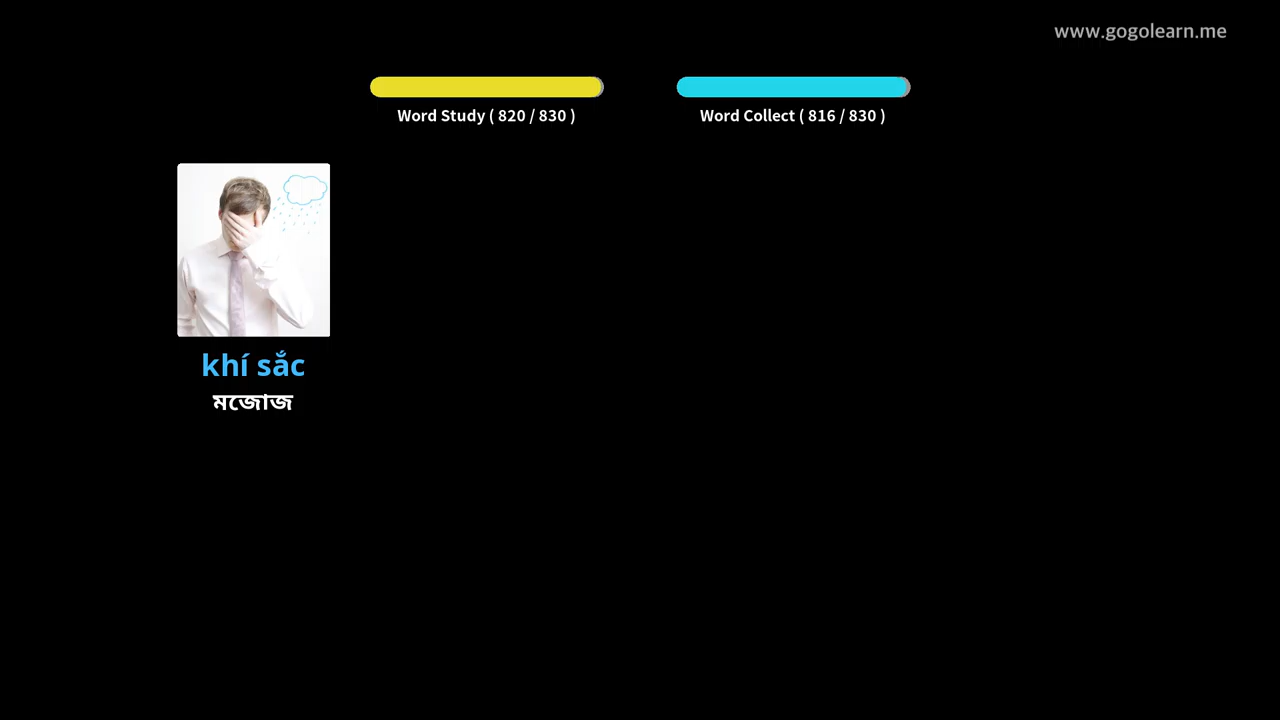 www.gogolearn.me
Word Study ( 820 / 830 )
Word Collect ( 816 / 830 )
khí sắc
মেজাজ